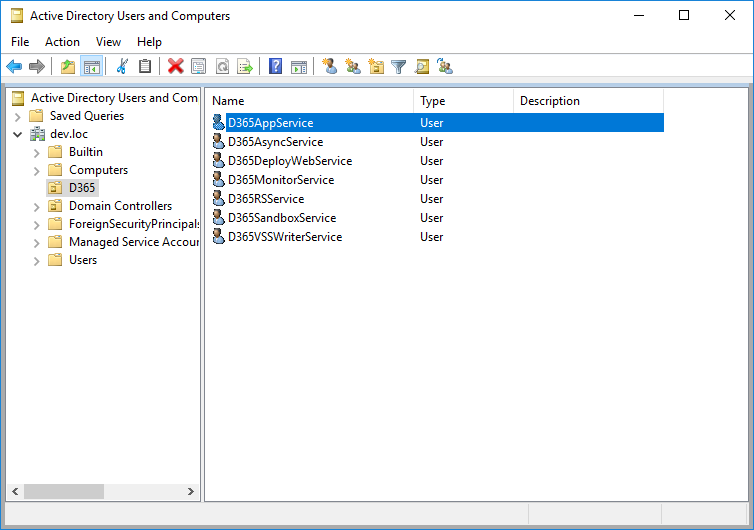 Active Directory Users and Computers
File Action View Help
Active Directory Users and Com
Saved Queries
dev.loc
Builtin
Computers
D365
Domain Controllers
ForeignSecurityPrincipals
Managed Service Accour
Users
Name Type Description
D365AppService User
D365AsyncService User
D365DeployWebService User
D365MonitorService User
D365RSService User
D365SandboxService User
D365VSSWriterService User